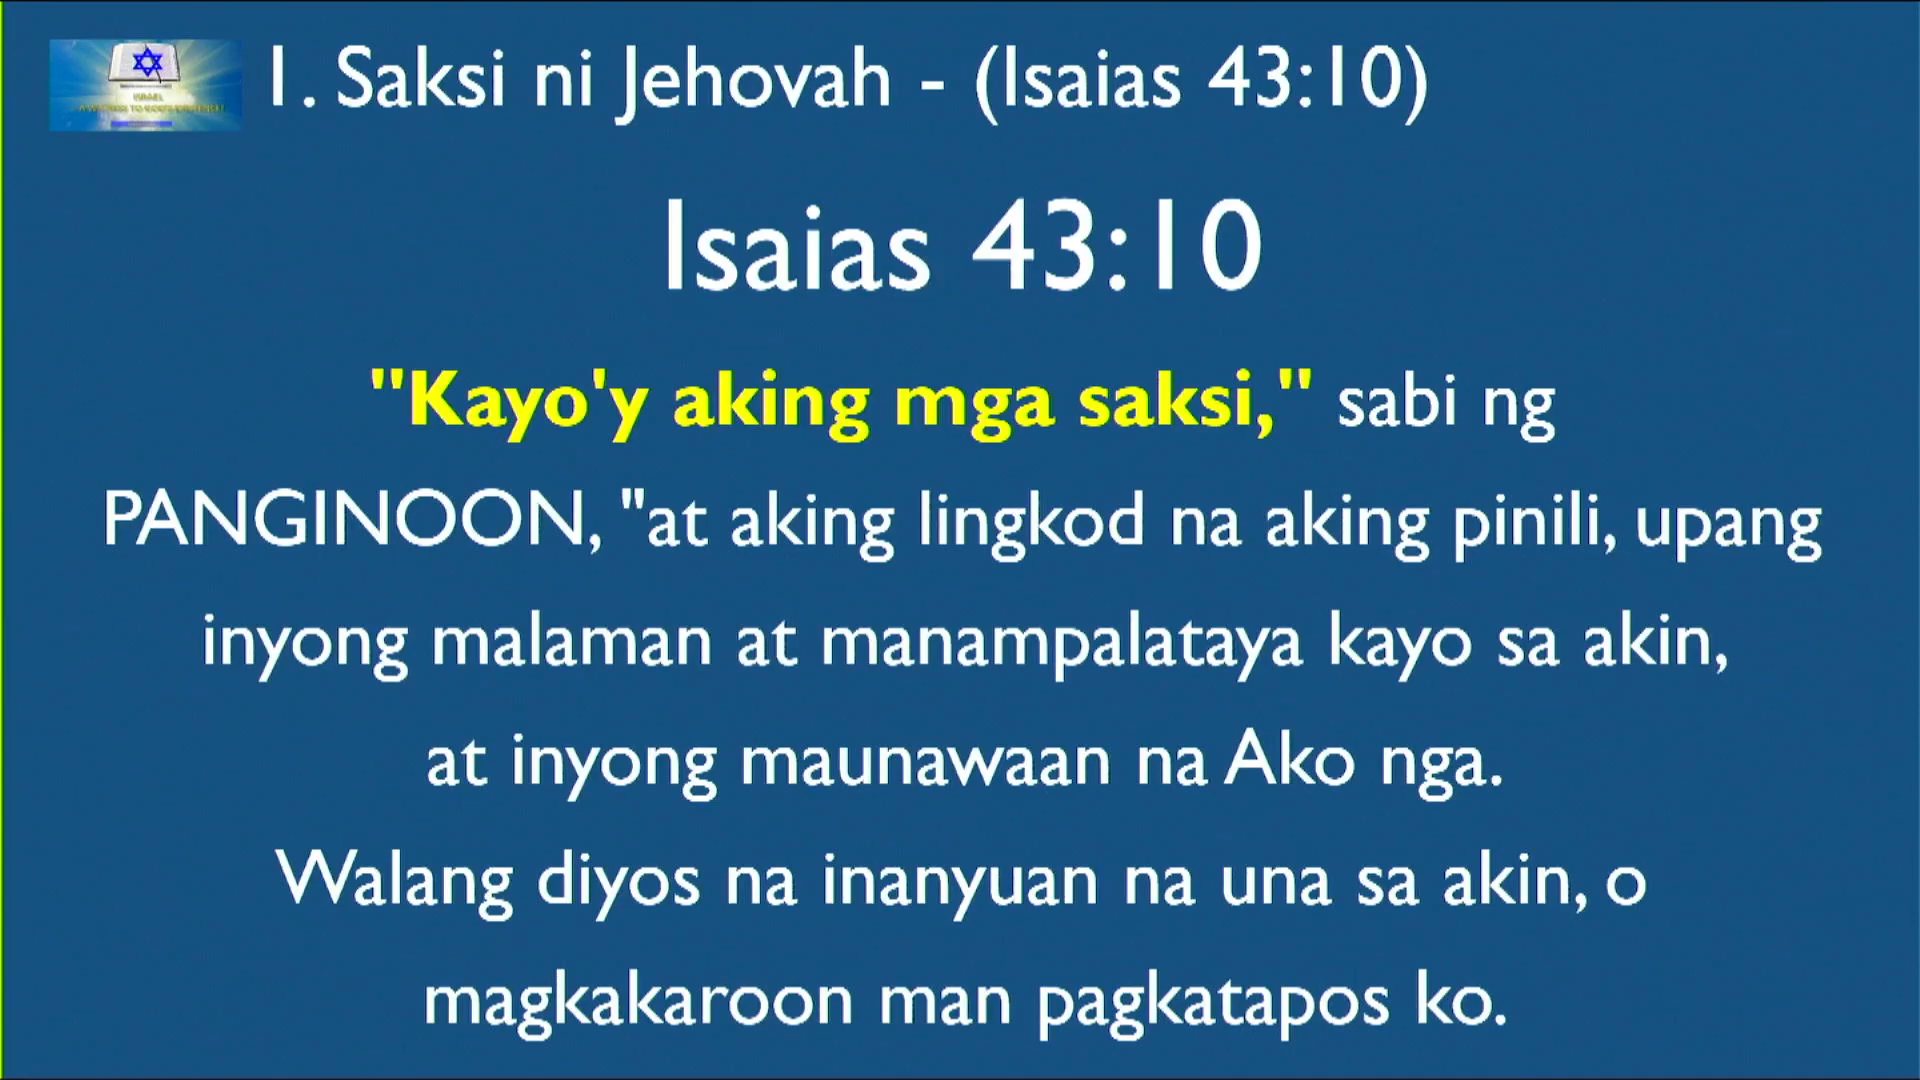 1. Saksi ni Jehovah - (Isaias 43:10)
ISRAEL
Isaias 43:10
"Kayo'y aking mga saksi," sabi ng
PANGINOON, "at aking lingkod na aking pinili, upang
inyong malaman at manampalataya kayo sa akin,
at inyong maunawaan na Ako nga.
Walang diyos na inanyuan na una sa akin, o
magkakaroon man pagkatapos ko.